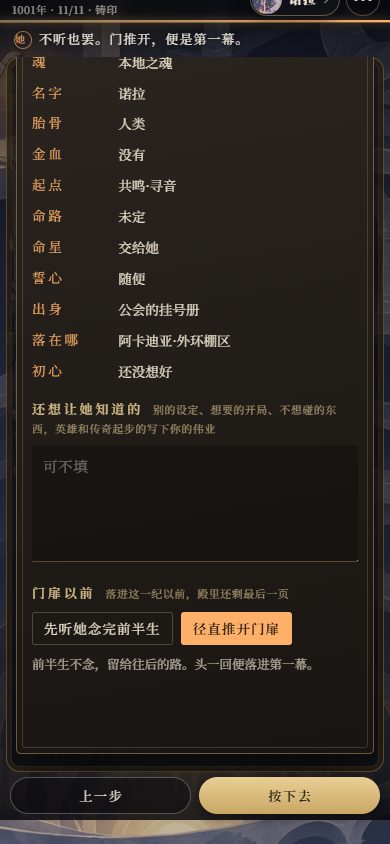 1001年 · 11/11 · 铸印
诺拉
她 不听也罢。门推开，便是第一幕。
魂 本地之魂
名字 诺拉
胎骨 人类
金血 没有
起点 共鸣·寻音
命路 未定
命星 交给她
誓心 随便
出身 公会的挂号册
落在哪 阿卡迪亚·外环棚区
初心 还没想好
还想让她知道的 别的设定、想要的开局、不想碰的东
西，英雄和传奇起步的写下你的伟业
可不填
门扉以前 落进这一纪以前，殿里还剩最后一页
先听她念完前半生 径直推开门扉
前半生不念，留给往后的路。头一回便落进第一幕。
上一步 按下去